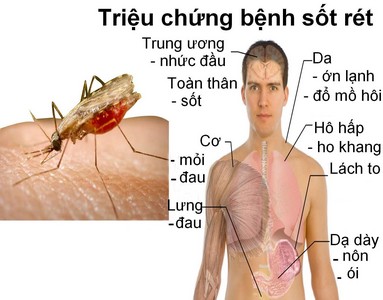 Triệu chứng bệnh sốt rét
Trung ương
- nhức đầu
Toàn thân
- sốt
Cơ
- mỏi
- đau
Lưng
-đau
Da
- ớn lạnh
- đổ mồ hôi
Hô hấp
- ho khang
Lách to
Dạ dày
- nôn
- ói